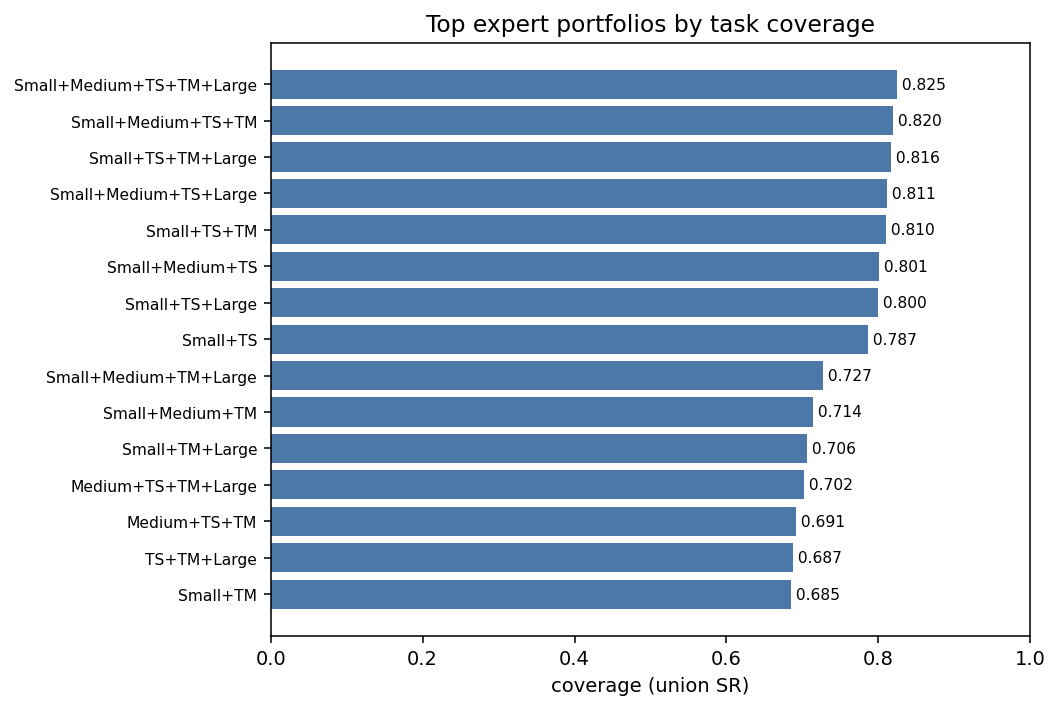 Top expert portfolios by task coverage
Small+Medium+TS+TM+Large 0.825
Small+Medium+TS+TM 0.820
Small+TS+TM+Large 0.816
Small+Medium+TS+Large 0.811
Small+TS+TM 0.810
Small+Medium+TS 0.801
Small+TS+Large 0.800
Small+TS 0.787
Small+Medium+TM+Large 0.727
Small+Medium+TM 0.714
Small+TM+Large 0.706
Medium+TS+TM+Large 0.702
Medium+TS+TM 0.691
TS+TM+Large 0.687
Small+TM 0.685
0.0 0.2 0.4 0.6 0.8 1.0
coverage (union SR)